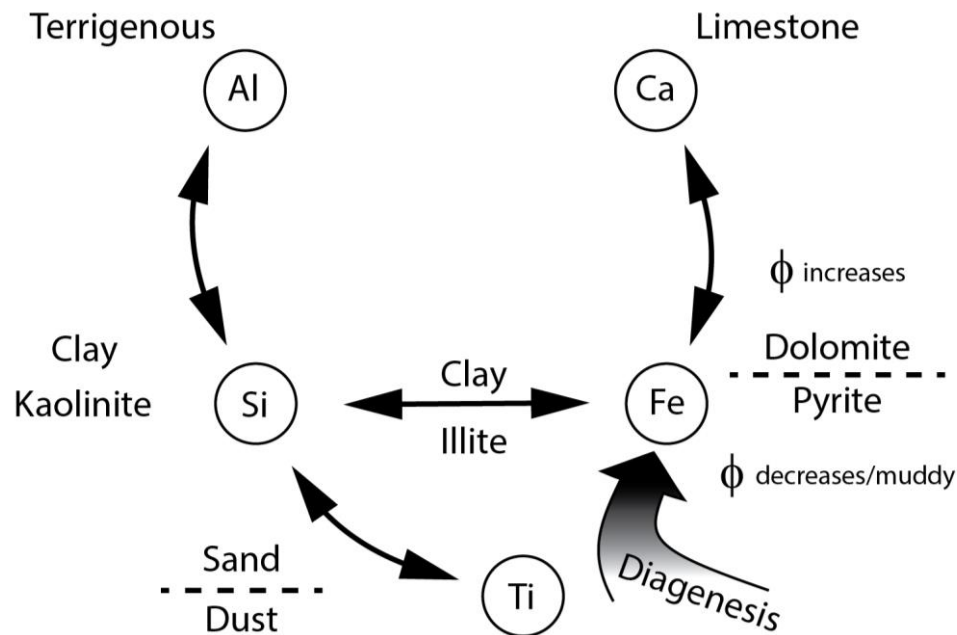 Terrigenous
Limestone
Al
Ca
ϕ increases
Clay
Kaolinite
Si
Clay
Illite
Fe
Dolomite
Pyrite
ϕ decreases/muddy
Sand
Dust
Ti
Diagenesis